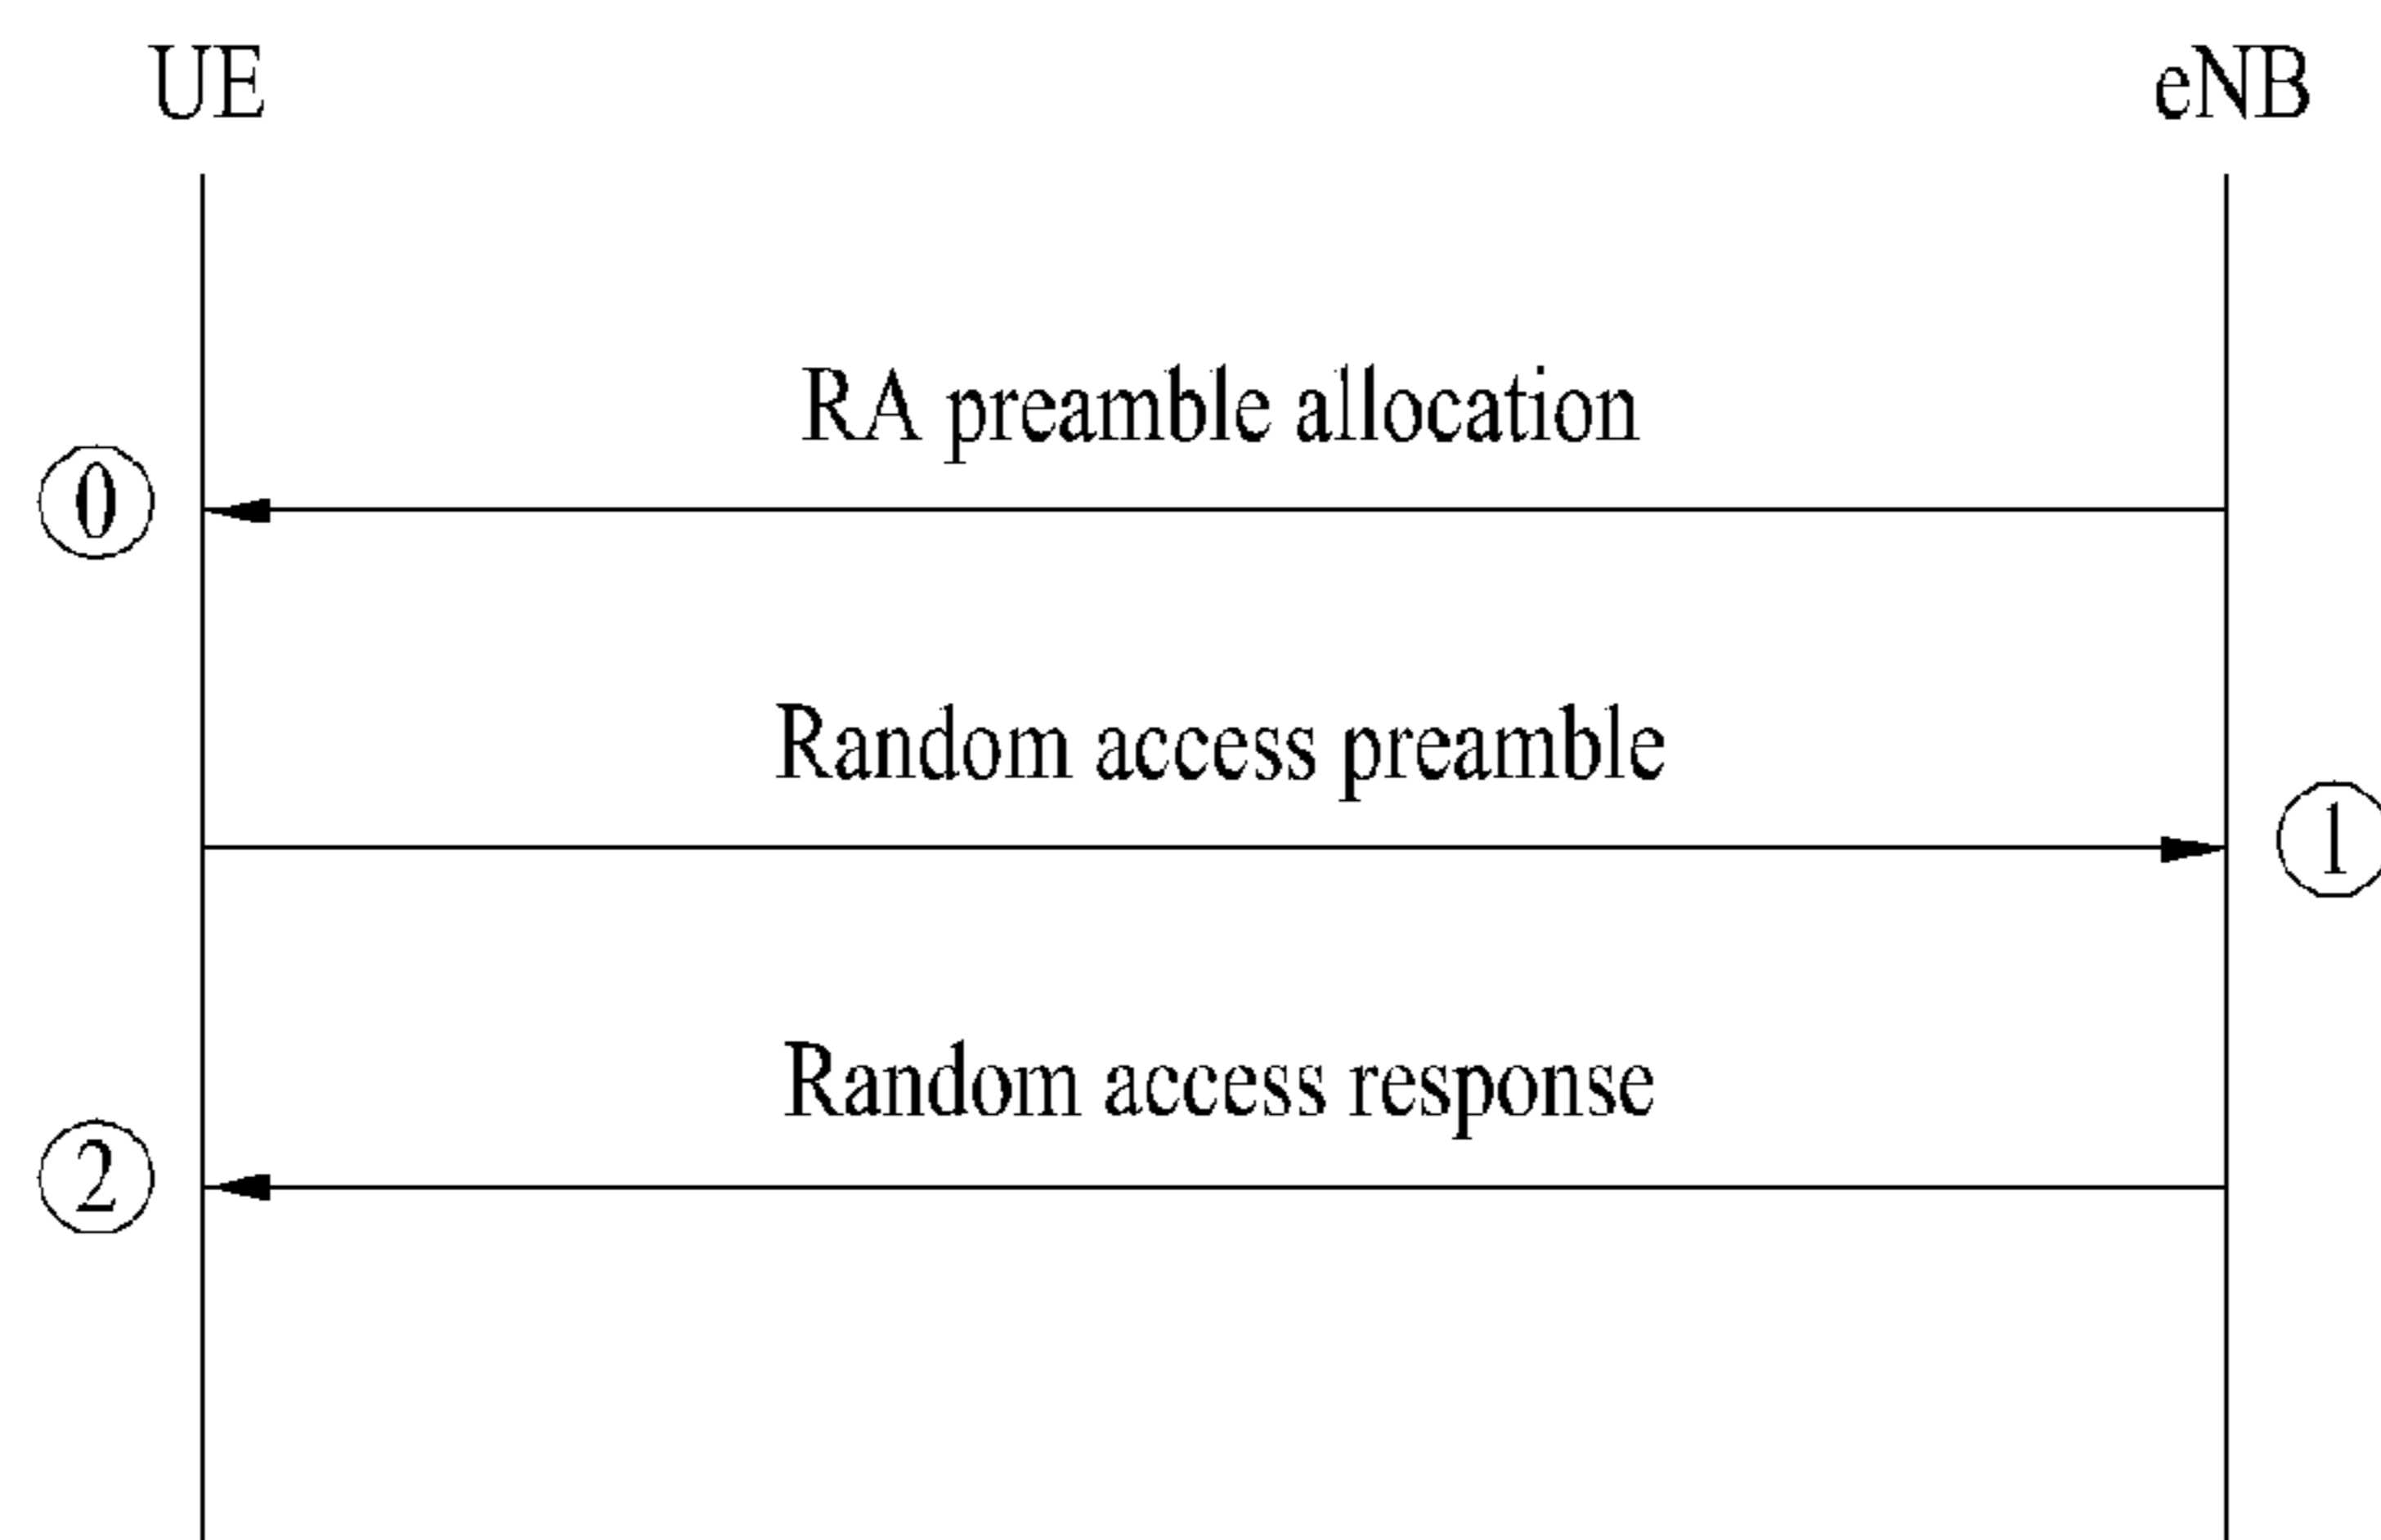 UE eNB
RA preamble allocation
0
Random access preamble
1
Random access response
2